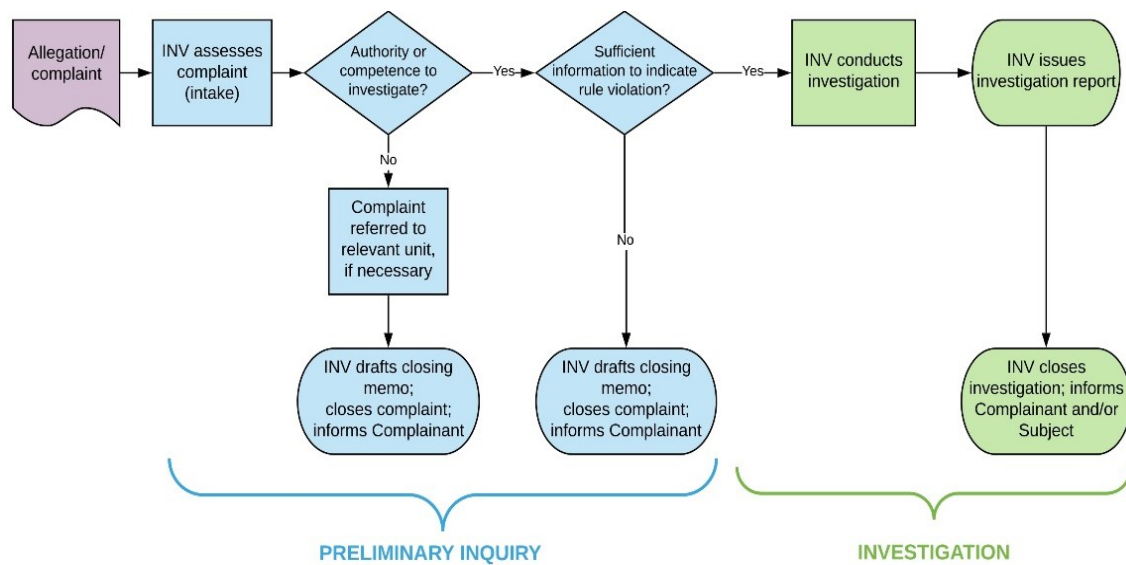 Allegation/
complaint
INV assesses
complaint
(intake)
Authority or
competence to
investigate?
Yes
Sufficient
information to indicate
rule violation?
Yes
INV conducts
investigation
INV issues
investigation report
No
Complaint
referred to
relevant unit,
if necessary
No
INV drafts closing
memo;
closes complaint;
informs Complainant
INV drafts closing
memo;
closes complaint;
informs Complainant
INV closes
investigation; informs
Complainant and/or
Subject
PRELIMINARY INQUIRY
INVESTIGATION